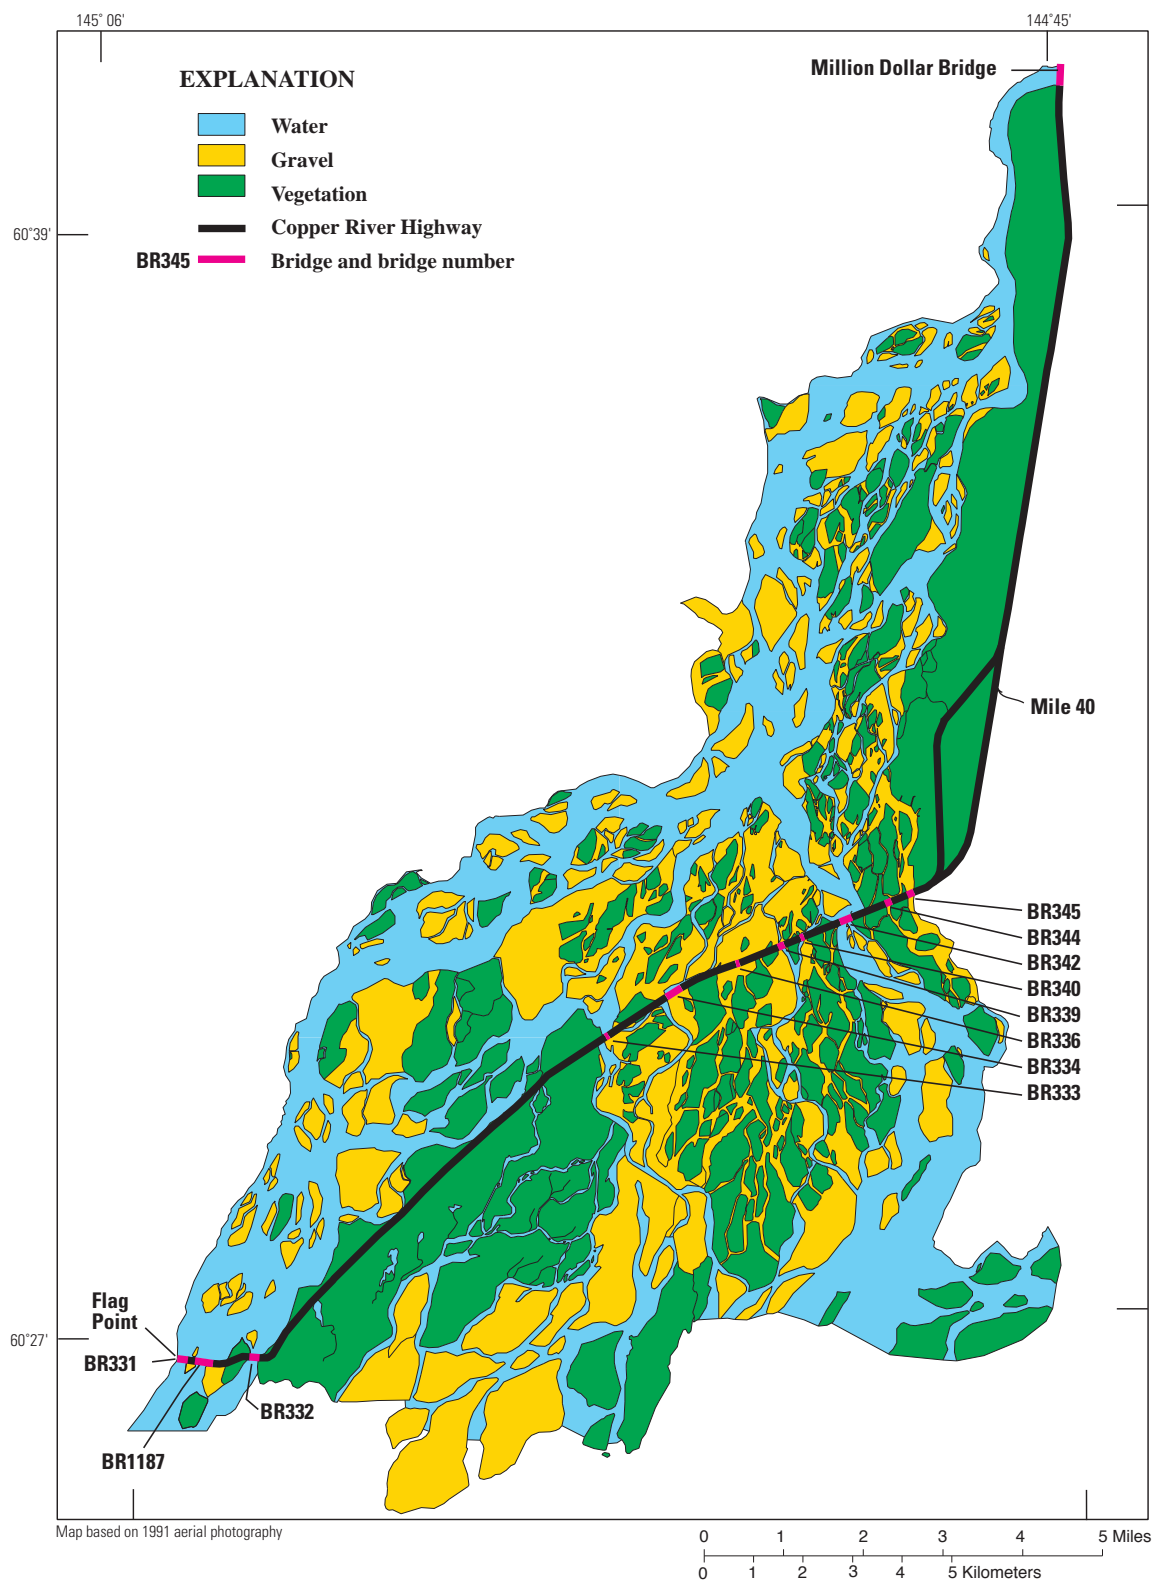 145° 06'
144°45'
Million Dollar Bridge
EXPLANATION
Water
Gravel
Vegetation
Copper River Highway
BR345
Bridge and bridge number
60°39'
Mile 40
BR345
BR344
BR342
BR340
BR339
BR336
BR334
BR333
Flag
Point
60°27'
BR331
BR332
BR1187
Map based on 1991 aerial photography
0 1 2 3 4 5 Miles
0 1 2 3 4 5 Kilometers